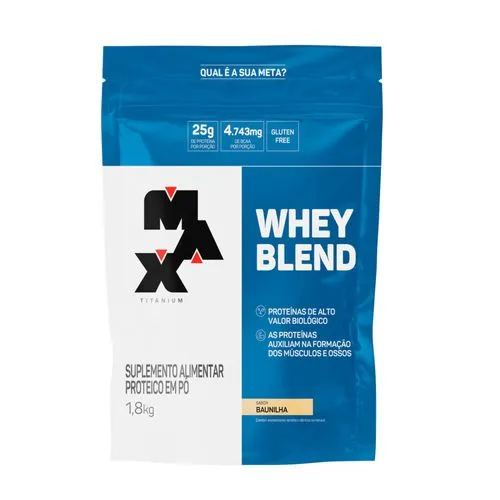 QUAL É A SUA META?
25g
DE PROTEÍNA
POR PORÇÃO
4.743mg
DE BCAA
POR PORÇÃO
GLUTEN
FREE
MAX
TITANIUM
WHEY
BLEND
PROTEÍNAS DE ALTO
VALOR BIOLÓGICO
AS PROTEÍNAS
AUXILIAM NA FORMAÇÃO
DOS MÚSCULOS E OSSOS
SUPLEMENTO ALIMENTAR
PROTEICO EM PÓ
1,8kg
SABOR
BAUNILHA